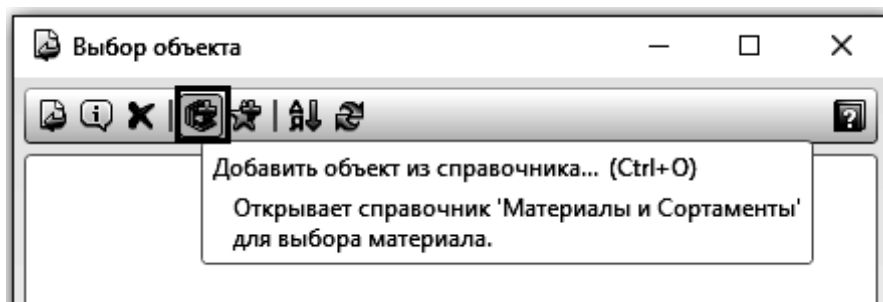 Выбор объекта
Добавить объект из справочника... (Ctrl+O)
Открывает справочник 'Материалы и Сортаменты'
для выбора материала.